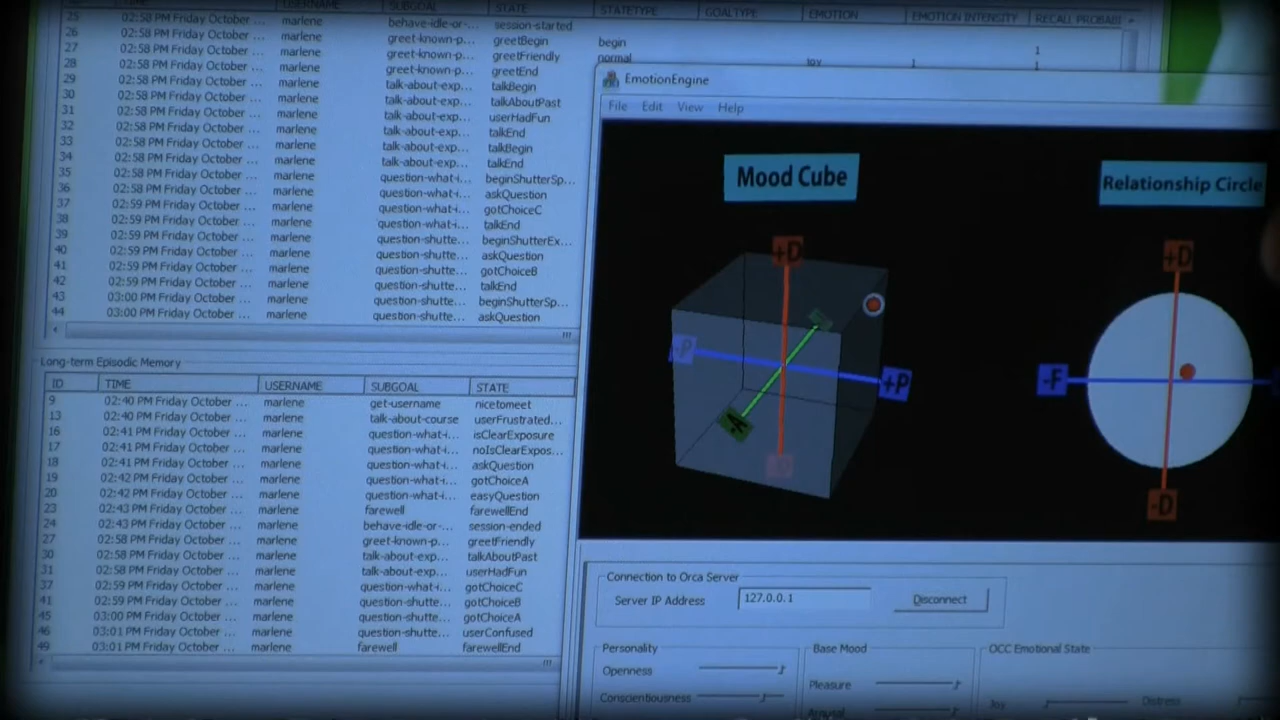 25 02:58 PM Friday October ... marlene behave-idle-or-... session-started
26 02:58 PM Friday October ... marlene greet-known-p... greetBegin begin 1
27 02:58 PM Friday October ... marlene greet-known-p... greetFriendly normal Joy 1 1
28 02:58 PM Friday October ... marlene greet-known-p... greetEnd
29 02:58 PM Friday October ... marlene talk-about-exp... talkBegin
30 02:58 PM Friday October ... marlene talk-about-exp... talkAboutPast
31 02:58 PM Friday October ... marlene talk-about-exp... userHadFun
32 02:58 PM Friday October ... marlene talk-about-exp... talkEnd
33 02:58 PM Friday October ... marlene talk-about-exp... talkBegin
34 02:58 PM Friday October ... marlene talk-about-exp... talkEnd
35 02:58 PM Friday October ... marlene question-what-i... beginShutterSp...
36 02:58 PM Friday October ... marlene question-what-i... askQuestion
37 02:59 PM Friday October ... marlene question-what-i... gotChoiceC
38 02:59 PM Friday October ... marlene question-what-i... talkEnd
39 02:59 PM Friday October ... marlene question-shutte... beginShutterEx...
40 02:59 PM Friday October ... marlene question-shutte... askQuestion
41 02:59 PM Friday October ... marlene question-shutte... gotChoiceB
42 02:59 PM Friday October ... marlene question-shutte... talkEnd
43 03:00 PM Friday October ... marlene question-shutte... beginShutterSp...
44 03:00 PM Friday October ... marlene question-shutte... askQuestion
USERNAME SUBGOAL STATE STATETYPE GOALTYPE EMOTION EMOTION INTENSITY RECALL PROBABI
Long-term Episodic Memory
ID TIME USERNAME SUBGOAL STATE
9 02:40 PM Friday October ... marlene get-username nicetomeet
13 02:40 PM Friday October ... marlene talk-about-course userFrustrated...
16 02:41 PM Friday October ... marlene question-what-i... isClearExposure
17 02:41 PM Friday October ... marlene question-what-i... noIsClearExpos...
18 02:41 PM Friday October ... marlene question-what-i... askQuestion
19 02:42 PM Friday October ... marlene question-what-i... gotChoiceA
20 02:42 PM Friday October ... marlene question-what-i... easyQuestion
23 02:43 PM Friday October ... marlene farewell farewellEnd
24 02:43 PM Friday October ... marlene behave-idle-or-... session-ended
27 02:58 PM Friday October ... marlene greet-known-p... greetFriendly
30 02:58 PM Friday October ... marlene talk-about-exp... talkAboutPast
31 02:58 PM Friday October ... marlene talk-about-exp... userHadFun
37 02:59 PM Friday October ... marlene question-what-i... gotChoiceC
41 02:59 PM Friday October ... marlene question-shutte... gotChoiceB
45 03:00 PM Friday October ... marlene question-shutte... gotChoiceA
46 03:01 PM Friday October ... marlene question-shutte... userConfused
49 03:01 PM Friday October ... marlene farewell farewellEnd
EmotionEngine
File Edit View Help
Mood Cube
Relationship Circle
+D
-P
+P
+D
-F
-D
Connection to Orca Server
Server IP Address 127.0.0.1 Disconnect
Personality
Openness
Conscientiousness
Base Mood
Pleasure
Arousal
OCC Emotional State
Joy
Distress